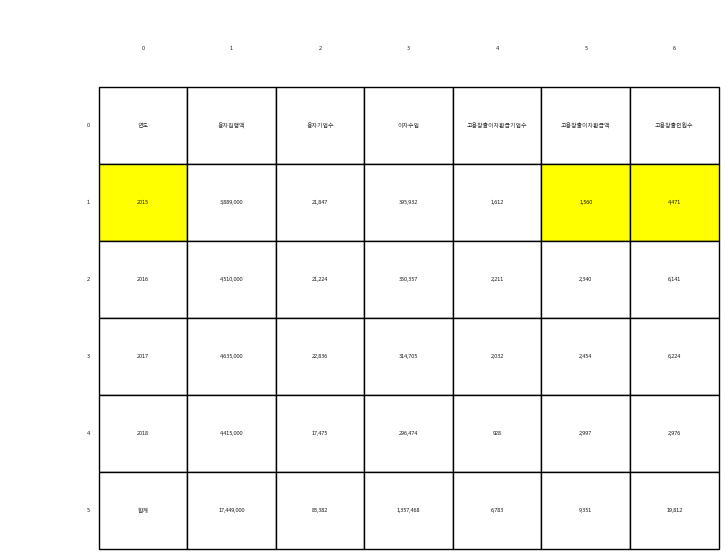 0 1 2 3 4 5 6
0 연도 융자집행액 융자기업수 이자수입 고용창출이자환급기업수 고용창출이자환급액 고용창출인원수
1 2015 3,889,000 21,847 395,932 1,612 1,560 4,471
2 2016 4,510,000 21,224 350,357 2,211 2,340 6,141
3 2017 4,635,000 22,836 314,705 2,032 2,454 6,224
4 2018 4,415,000 17,475 296,474 928 2,997 2,976
5 합계 17,449,000 83,382 1,357,468 6,783 9,351 19,812